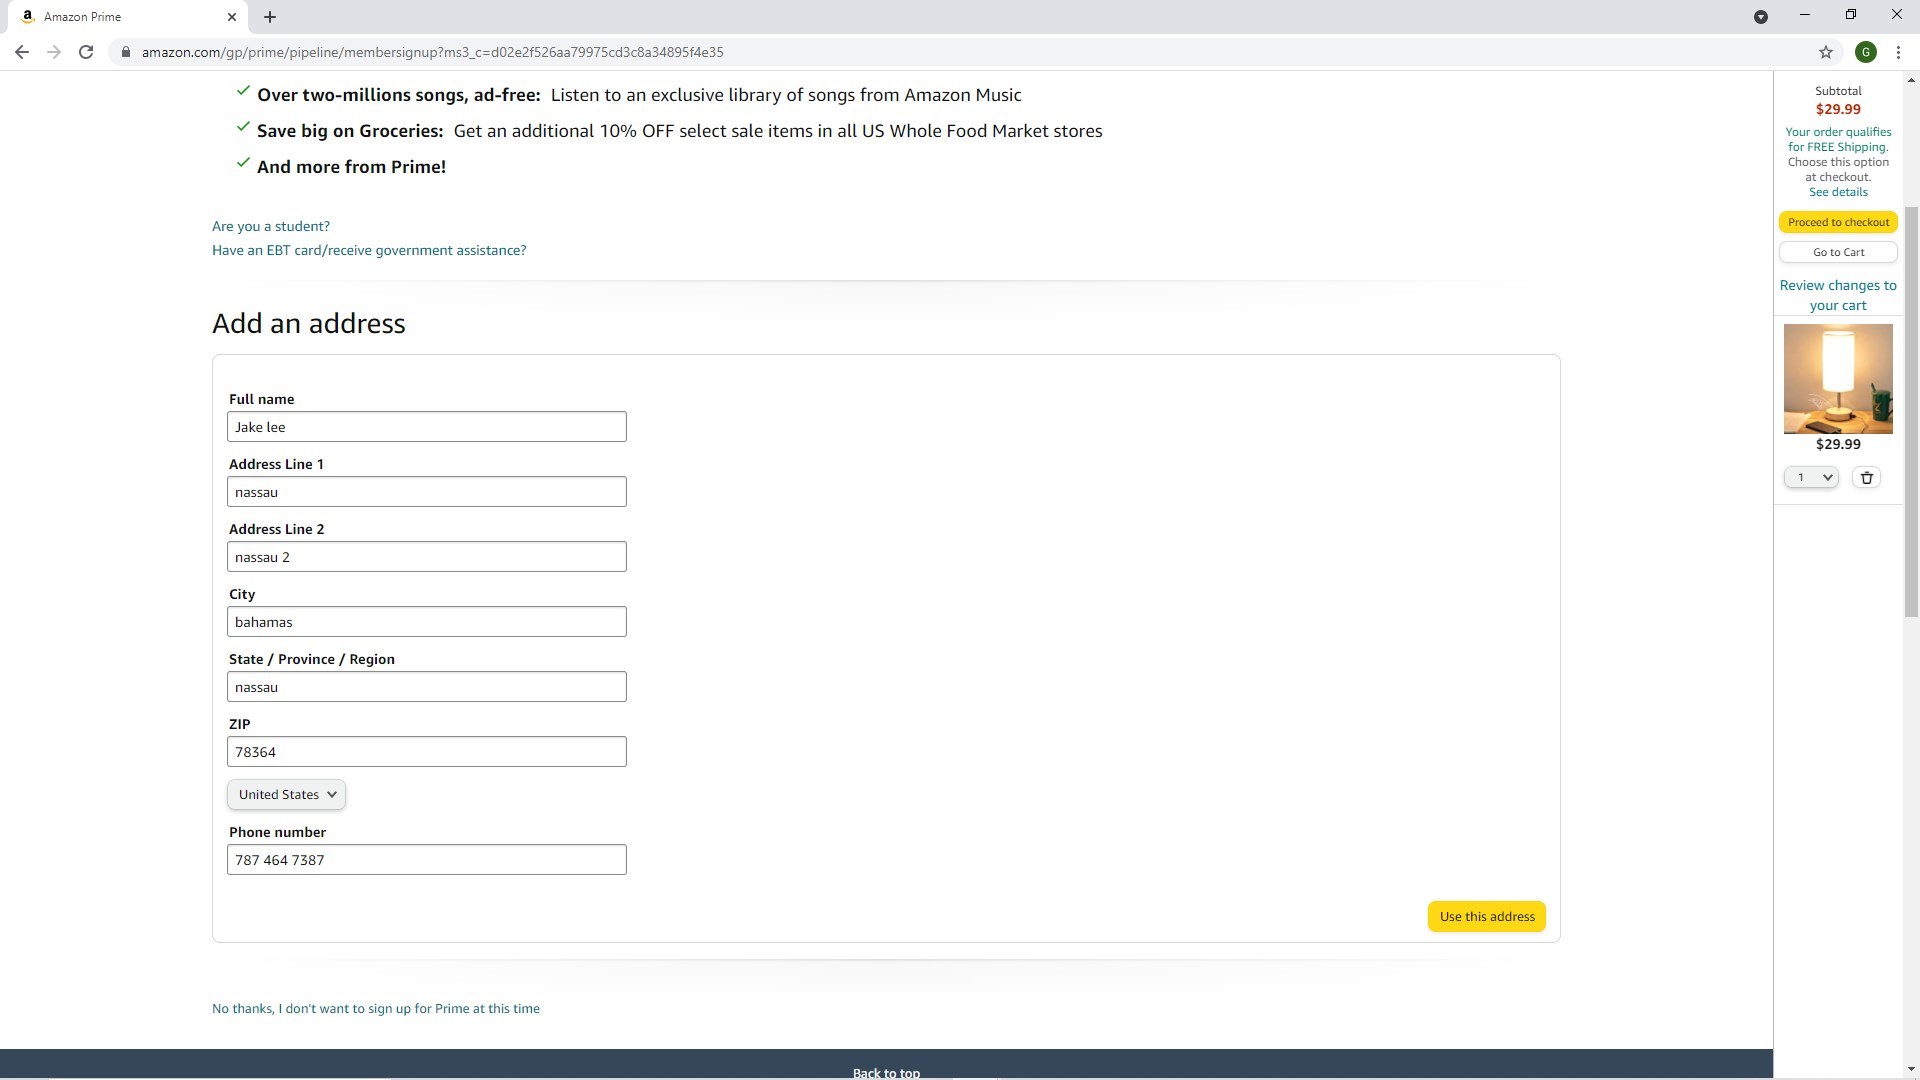 Amazon Prime
amazon.com/gp/prime/pipeline/membersignup?ms3_c=d02e2f526aa79975cd3c8a34895f4e35
G
Over two-millions songs, ad-free: Listen to an exclusive library of songs from Amazon Music
Save big on Groceries: Get an additional 10% OFF select sale items in all US Whole Food Market stores
And more from Prime!
Are you a student?
Have an EBT card/receive government assistance?
Add an address
Full name
Jake lee
Address Line 1
nassau
Address Line 2
nassau 2
City
bahamas
State / Province / Region
nassau
ZIP
78364
United States
Phone number
787 464 7387
Use this address
No thanks, I don't want to sign up for Prime at this time
Back to top
Subtotal
$29.99
Your order qualifies
for FREE Shipping.
Choose this option
at checkout.
See details
Proceed to checkout
Go to Cart
Review changes to
your cart
$29.99
1